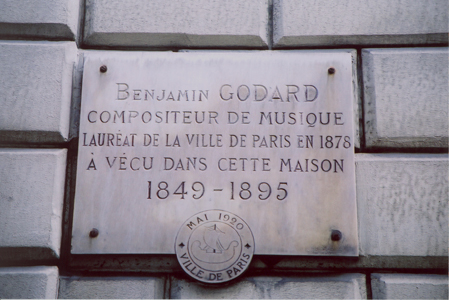 BENJAMIN GODARD
COMPOSITEUR DE MUSIQUE
LAURÉAT DE LA VILLE DE PARIS EN 1878
À VÉCU DANS CETTE MAISON
1849-1895
MAI 1920
VILLE DE PARIS